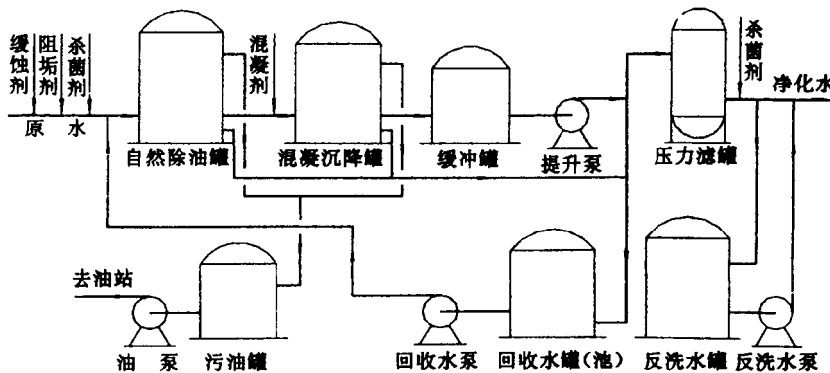 缓蚀剂
阻垢剂
杀菌剂
混凝剂
杀菌剂
净化水
原 水
自然除油罐
混凝沉降罐
缓冲罐
提升泵
压力滤罐
去油站
油 泵
污油罐
回收水泵
回收水罐(池)
反洗水罐
反洗水泵